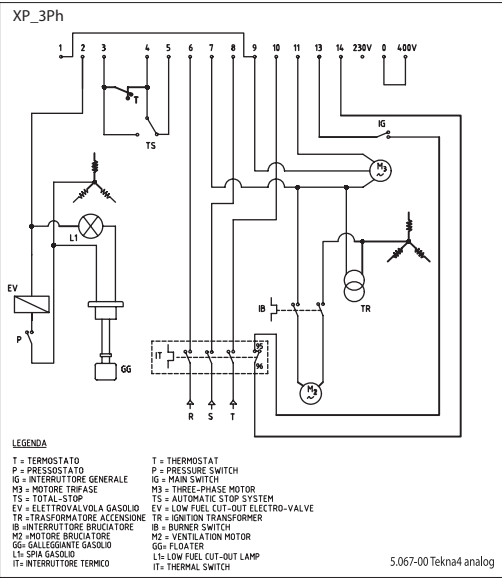 XP_3Ph
1 2 3 4 5 6 7 8 9 10 11 13 14 230V 0 400V
T
IG
TS
M3
~
L1
EV
TR
IB
P
95
IT
96
GG
M2
~
R S T
LEGENDA
T = TERMOSTATO
P = PRESSOSTATO
IG = INTERRUTTORE GENERALE
M3 = MOTORE TRIFASE
TS = TOTAL-STOP
EV = ELETTROVALVOLA GASOLIO
TR =TRASFORMATORE ACCENSIONE
IB =INTERRUTTORE BRUCIATORE
M2 =MOTORE BRUCIATORE
GG= GALLEGGIANTE GASOLIO
L1= SPIA GASOLIO
IT= INTERRUTTORE TERMICO
T = THERMOSTAT
P = PRESSURE SWITCH
IG = MAIN SWITCH
M3 = THREE-PHASE MOTOR
TS = AUTOMATIC STOP SYSTEM
EV = LOW FUEL CUT-OUT ELECTRO-VALVE
TR = IGNITION TRANSFORMER
IB = BURNER SWITCH
M2 = VENTILATION MOTOR
GG= FLOATER
L1= LOW FUEL CUT-OUT LAMP
IT= THERMAL SWITCH
5.067-00 Tekna4 analog